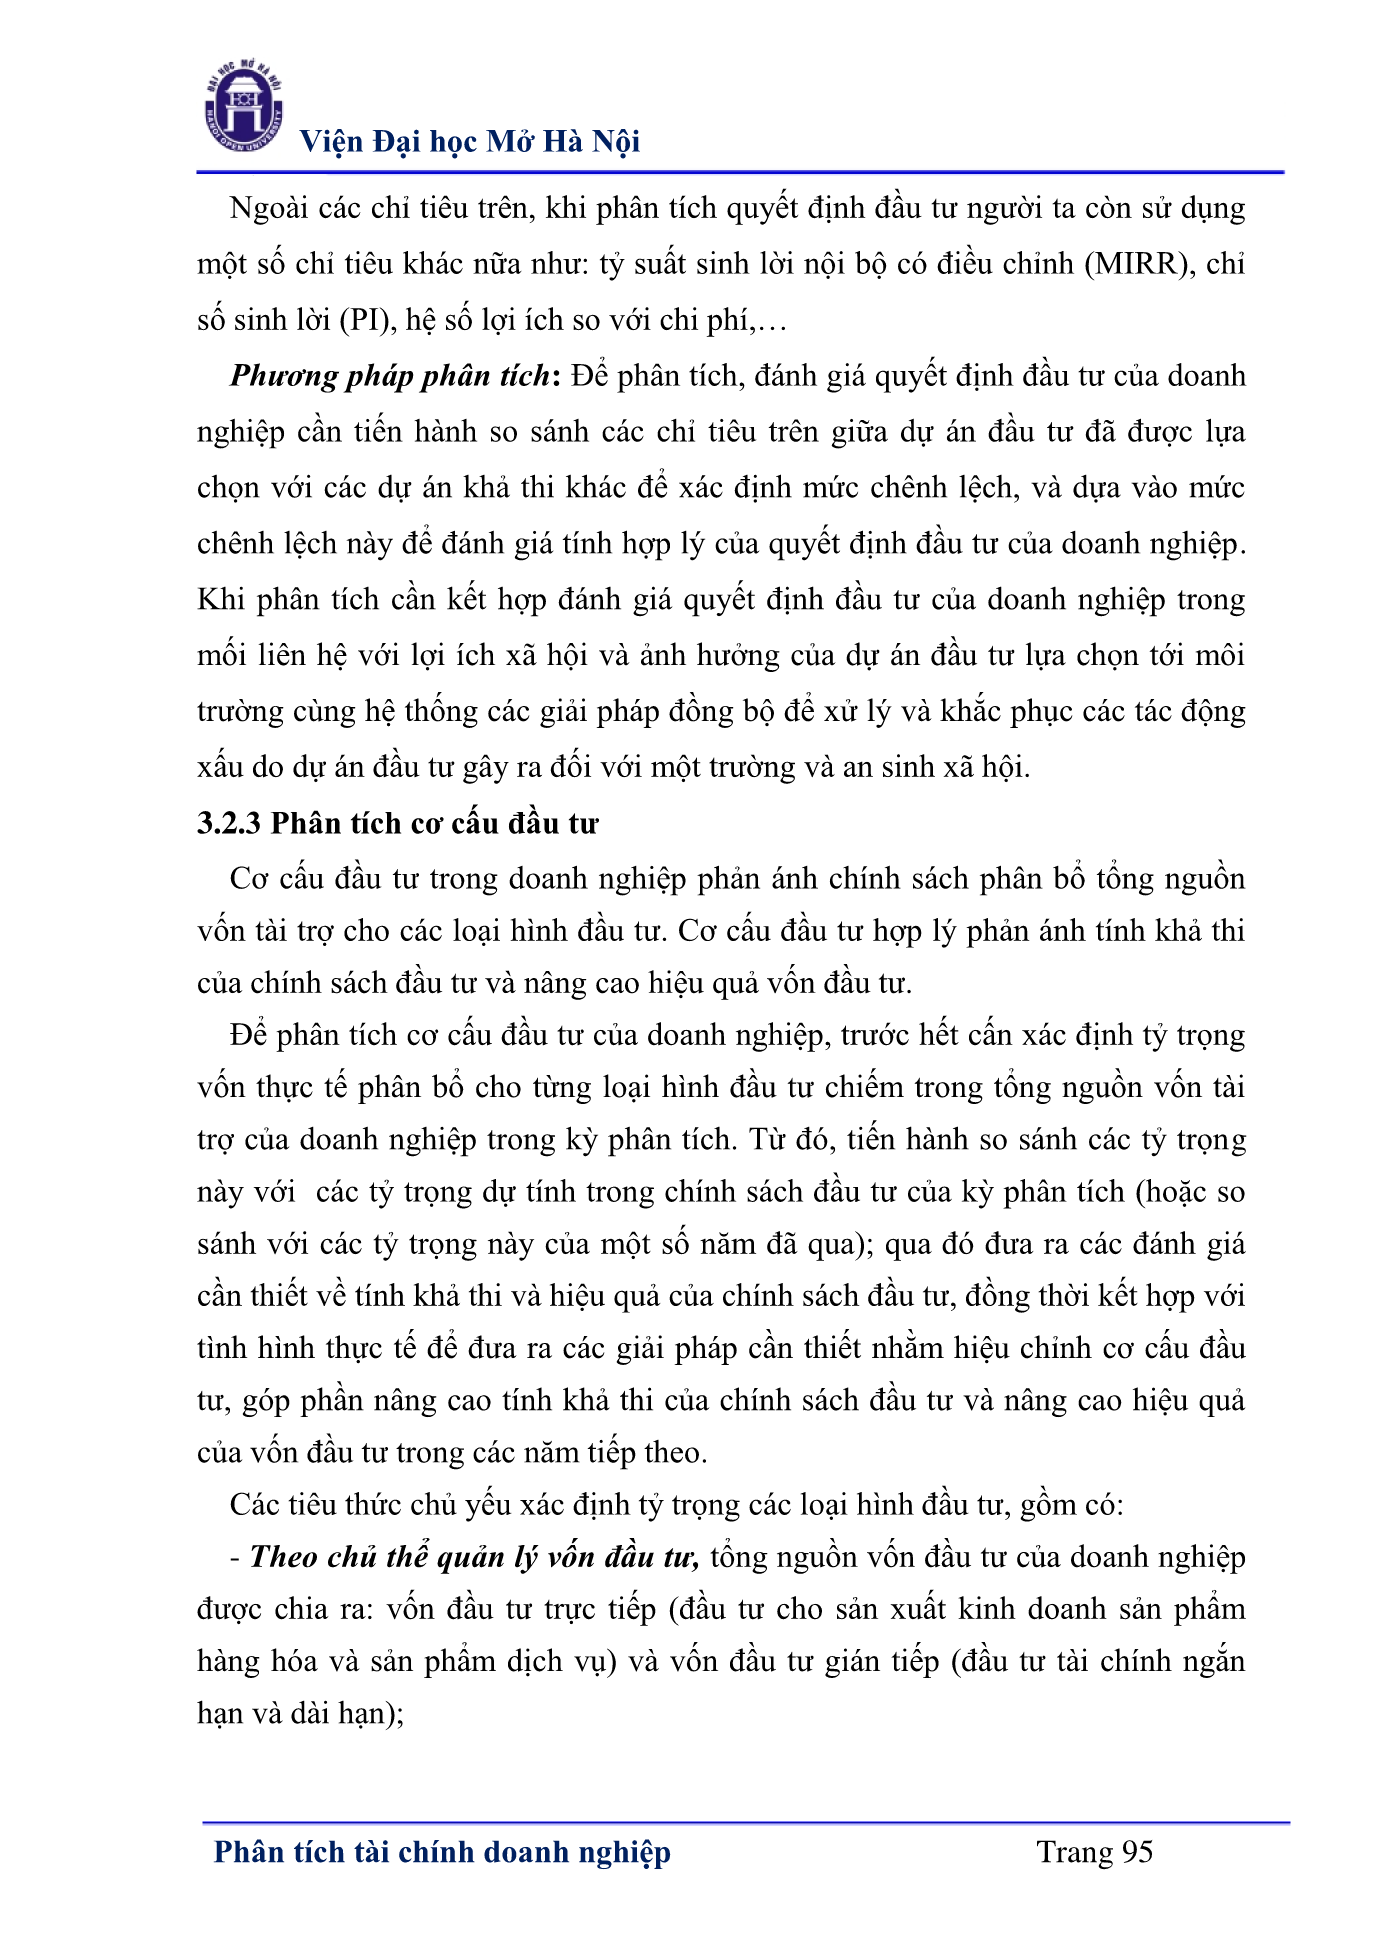 ĐẠI HỌC MỞ HÀ NỘI
HANOI OPEN UNIVERSITY
Viện Đại học Mở Hà Nội
Ngoài các chỉ tiêu trên, khi phân tích quyết định đầu tư người ta còn sử dụng
một số chỉ tiêu khác nữa như: tỷ suất sinh lời nội bộ có điều chỉnh (MIRR), chỉ
số sinh lời (PI), hệ số lợi ích so với chi phí,…
Phương pháp phân tích: Để phân tích, đánh giá quyết định đầu tư của doanh
nghiệp cần tiến hành so sánh các chỉ tiêu trên giữa dự án đầu tư đã được lựa
chọn với các dự án khả thi khác để xác định mức chênh lệch, và dựa vào mức
chênh lệch này để đánh giá tính hợp lý của quyết định đầu tư của doanh nghiệp.
Khi phân tích cần kết hợp đánh giá quyết định đầu tư của doanh nghiệp trong
mối liên hệ với lợi ích xã hội và ảnh hưởng của dự án đầu tư lựa chọn tới môi
trường cùng hệ thống các giải pháp đồng bộ để xử lý và khắc phục các tác động
xấu do dự án đầu tư gây ra đối với một trường và an sinh xã hội.
3.2.3 Phân tích cơ cấu đầu tư
Cơ cấu đầu tư trong doanh nghiệp phản ánh chính sách phân bổ tổng nguồn
vốn tài trợ cho các loại hình đầu tư. Cơ cấu đầu tư hợp lý phản ánh tính khả thi
của chính sách đầu tư và nâng cao hiệu quả vốn đầu tư.
Để phân tích cơ cấu đầu tư của doanh nghiệp, trước hết cấn xác định tỷ trọng
vốn thực tế phân bổ cho từng loại hình đầu tư chiếm trong tổng nguồn vốn tài
trợ của doanh nghiệp trong kỳ phân tích. Từ đó, tiến hành so sánh các tỷ trọng
này với  các tỷ trọng dự tính trong chính sách đầu tư của kỳ phân tích (hoặc so
sánh với các tỷ trọng này của một số năm đã qua); qua đó đưa ra các đánh giá
cần thiết về tính khả thi và hiệu quả của chính sách đầu tư, đồng thời kết hợp với
tình hình thực tế để đưa ra các giải pháp cần thiết nhằm hiệu chỉnh cơ cấu đầu
tư, góp phần nâng cao tính khả thi của chính sách đầu tư và nâng cao hiệu quả
của vốn đầu tư trong các năm tiếp theo.
Các tiêu thức chủ yếu xác định tỷ trọng các loại hình đầu tư, gồm có:
- Theo chủ thể quản lý vốn đầu tư, tổng nguồn vốn đầu tư của doanh nghiệp
được chia ra: vốn đầu tư trực tiếp (đầu tư cho sản xuất kinh doanh sản phẩm
hàng hóa và sản phẩm dịch vụ) và vốn đầu tư gián tiếp (đầu tư tài chính ngắn
hạn và dài hạn);
Phân tích tài chính doanh nghiệp Trang 95